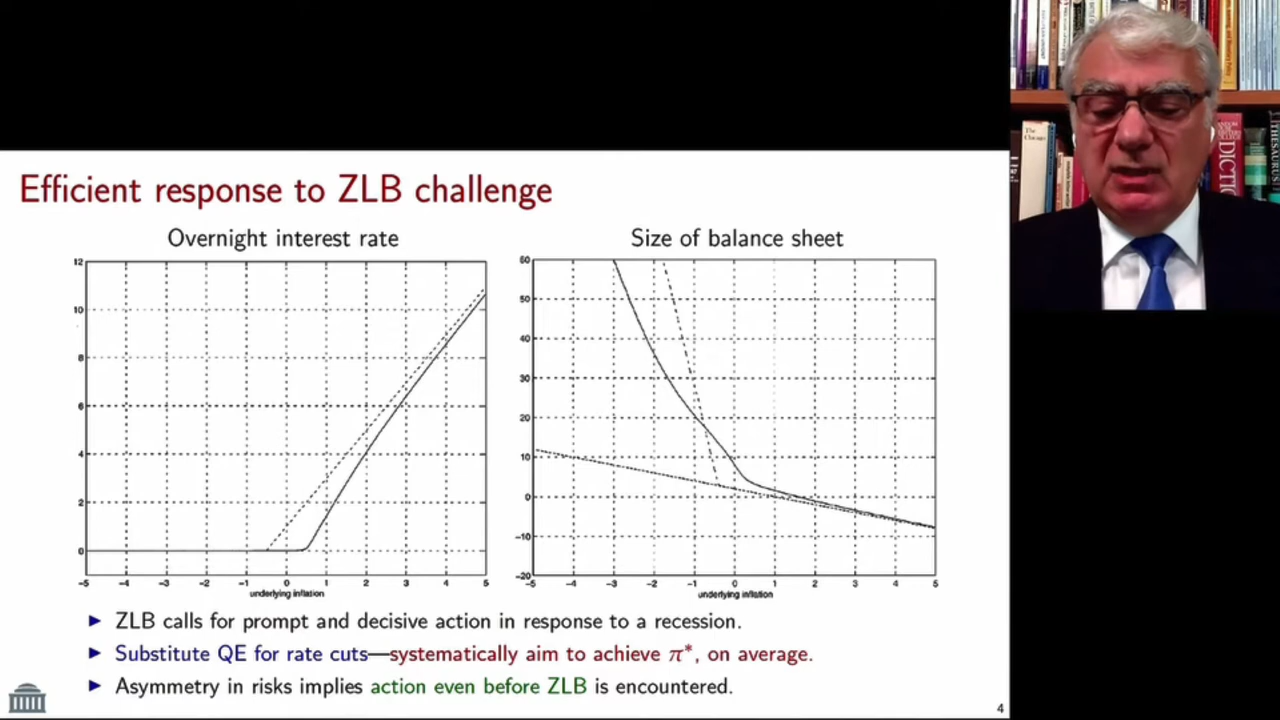 Efficient response to ZLB challenge
Overnight interest rate
Size of balance sheet
12
10
8
6
4
2
0
−5 −4 −3 −2 −1 0 1 2 3 4 5
underlying inflation
60
50
40
30
20
10
0
−10
−20
−5 −4 −3 −2 −1 0 1 2 3 4 5
underlying inflation
▶ ZLB calls for prompt and decisive action in response to a recession.
▶ Substitute QE for rate cuts—systematically aim to achieve π*, on average.
▶ Asymmetry in risks implies action even before ZLB is encountered.
4
The
Chicago
DICTI
THESAURUS